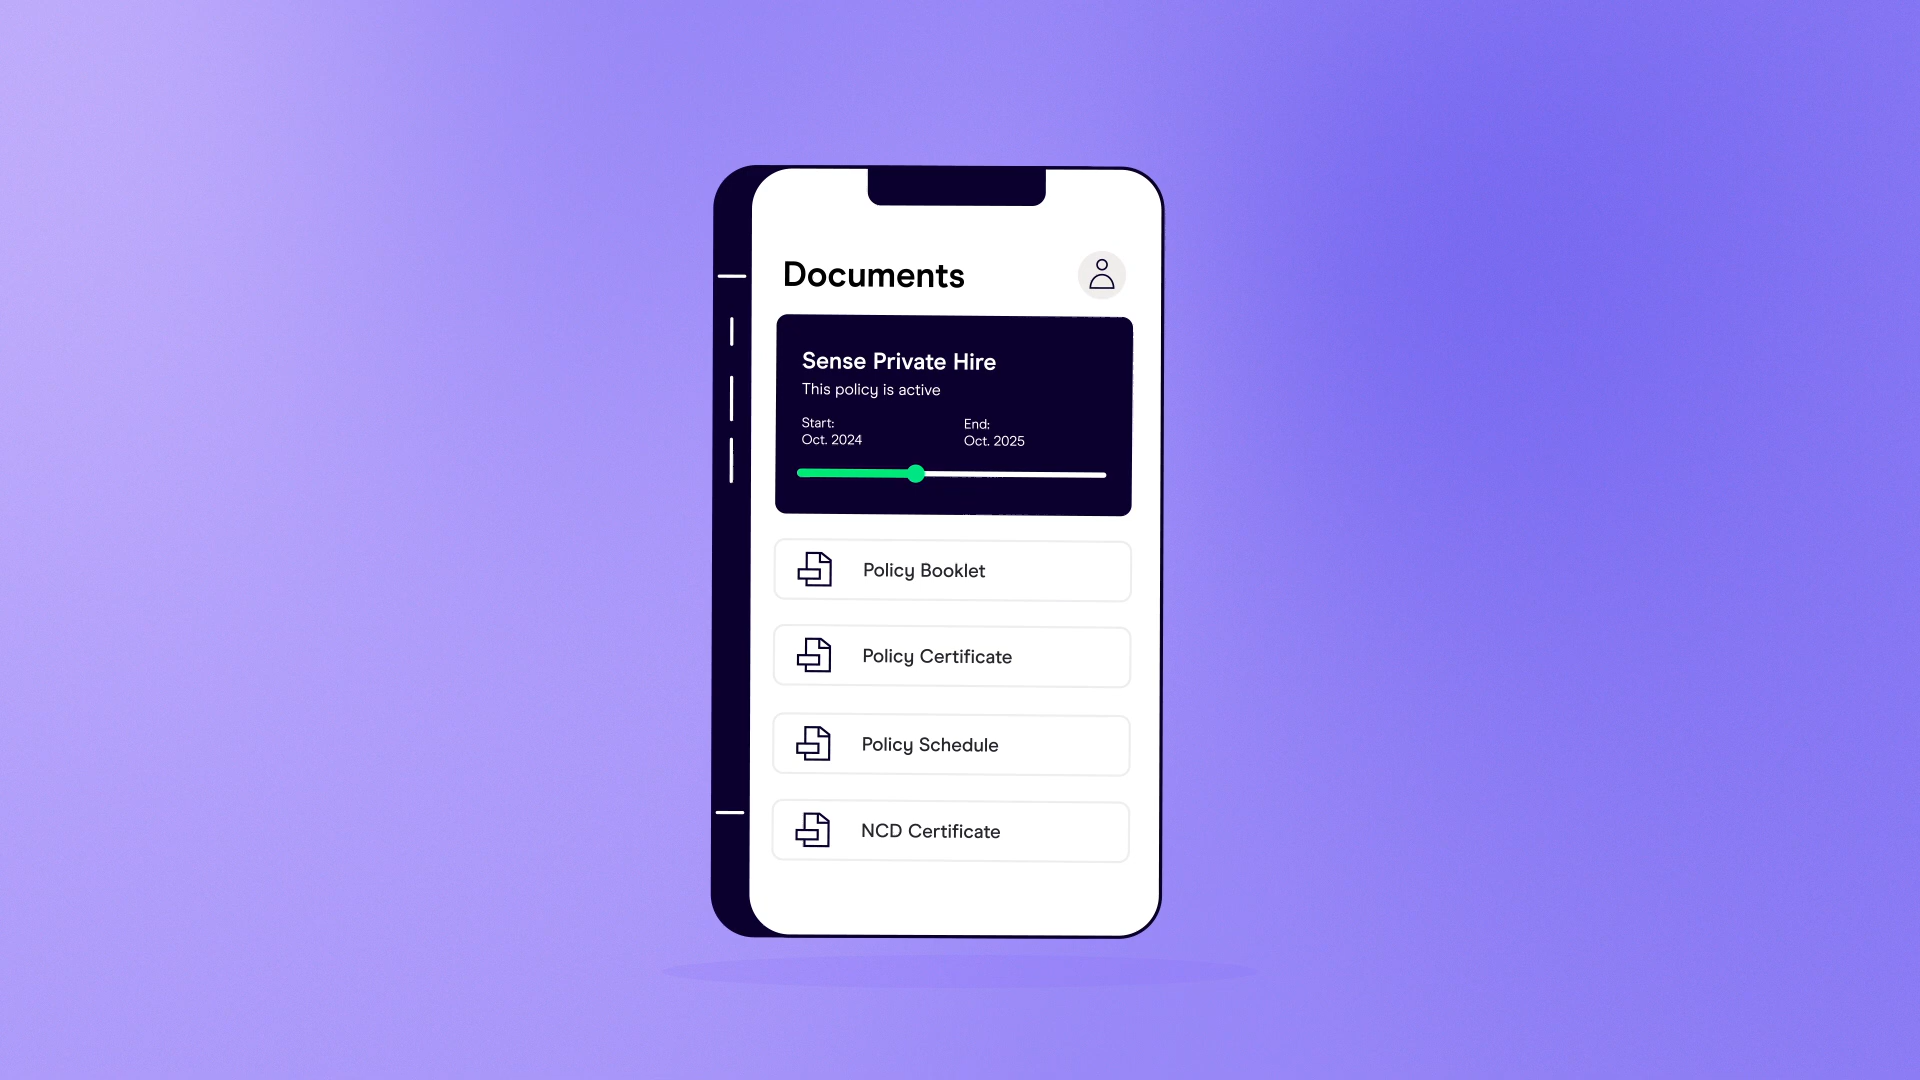 Documents
Sense Private Hire
This policy is active
Start:
Oct. 2024
End:
Oct. 2025
Policy Booklet
Policy Certificate
Policy Schedule
NCD Certificate